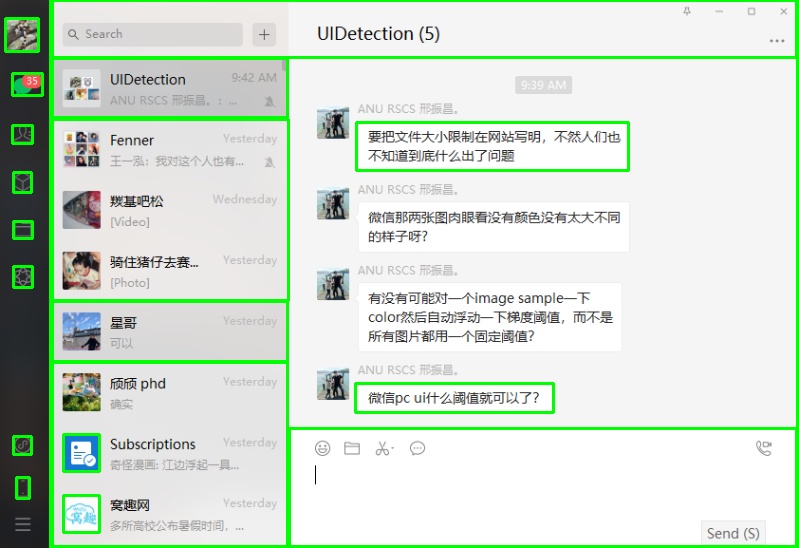 Search
UIDetection (5)
35
UIDetection 9:42 AM
ANU RSCS 邢振昌。: ...
Fenner Yesterday
王一泓: 我对这个人也有...
羰基吧松 Wednesday
[Video]
骑住猪仔去赛... Yesterday
[Photo]
星哥 Yesterday
可以
颀颀 phd Yesterday
确实
Subscriptions Yesterday
奇怪漫画: 江边浮起一具...
窝趣网 Yesterday
多所高校公布暑假时间，...
9:39 AM
ANU RSCS 邢振昌。
要把文件大小限制在网站写明，不然人们也
不知道到底什么出了问题
ANU RSCS 邢振昌。
微信那两张图肉眼看没有颜色没有太大不同
的样子呀?
ANU RSCS 邢振昌。
有没有可能对一个image sample一下
color然后自动浮动一下梯度阈值，而不是
所有图片都用一个固定阈值?
ANU RSCS 邢振昌。
微信pc ui什么阈值就可以了?
Send (S)